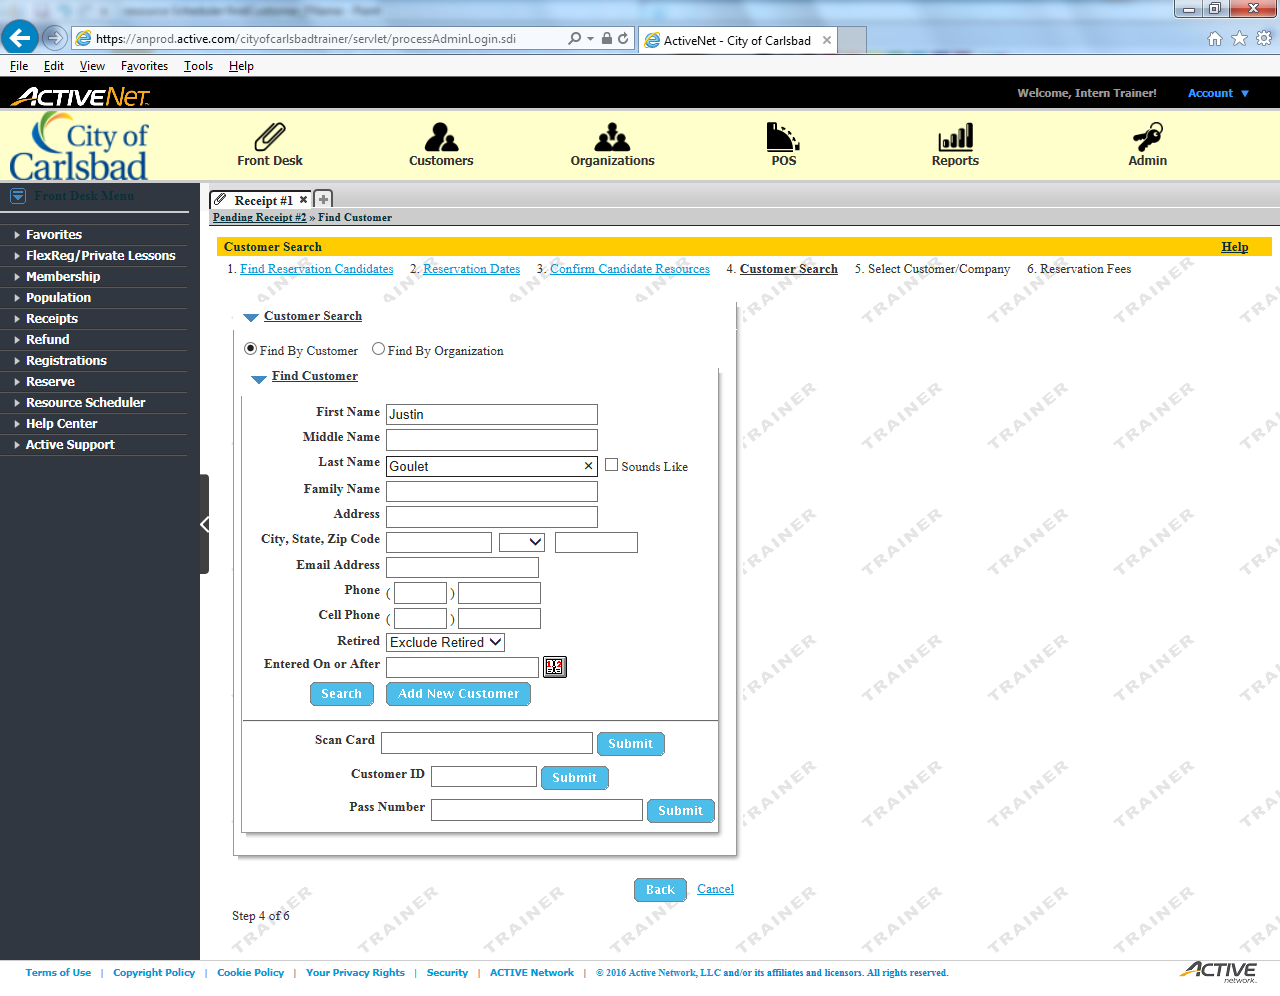 https://anprod.active.com/cityofcarlsbadtrainer/servlet/processAdminLogin.sdi
ActiveNet - City of Carlsbad
File Edit View Favorites Tools Help
ACTIVENET
Welcome, Intern Trainer! Account
City of Carlsbad
Front Desk Customers Organizations POS Reports Admin
Front Desk Menu
Favorites
FlexReg/Private Lessons
Membership
Population
Receipts
Refund
Registrations
Reserve
Resource Scheduler
Help Center
Active Support
Receipt #1
Pending Receipt #2 » Find Customer
Customer Search Help
1. Find Reservation Candidates 2. Reservation Dates 3. Confirm Candidate Resources 4. Customer Search 5. Select Customer/Company 6. Reservation Fees
Customer Search
Find By Customer Find By Organization
Find Customer
First Name Justin
Middle Name
Last Name Goulet Sounds Like
Family Name
Address
City, State, Zip Code
Email Address
Phone ( )
Cell Phone ( )
Retired Exclude Retired
Entered On or After
Search Add New Customer
Scan Card Submit
Customer ID Submit
Pass Number Submit
Back Cancel
Step 4 of 6
TRAINER
Terms of Use | Copyright Policy | Cookie Policy | Your Privacy Rights | Security | ACTIVE Network | © 2016 Active Network, LLC and/or its affiliates and licensors. All rights reserved.
ACTIVE network